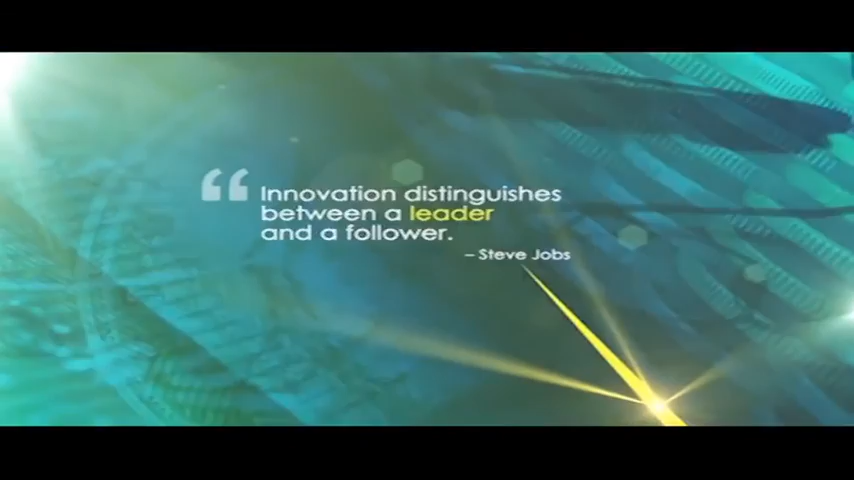 “ Innovation distinguishes
between a leader
and a follower.
– Steve Jobs